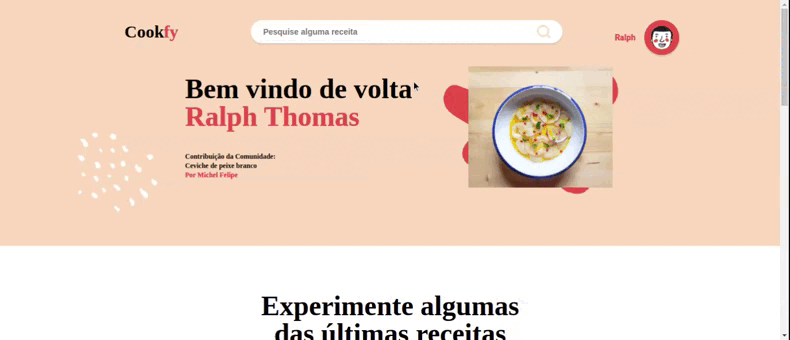 Cookfy
Pesquise alguma receita
Ralph
Bem vindo de volta
Ralph Thomas
Contribuição da Comunidade:
Ceviche de peixe branco
Por Michel Felipe
Experimente algumas
das últimas receitas